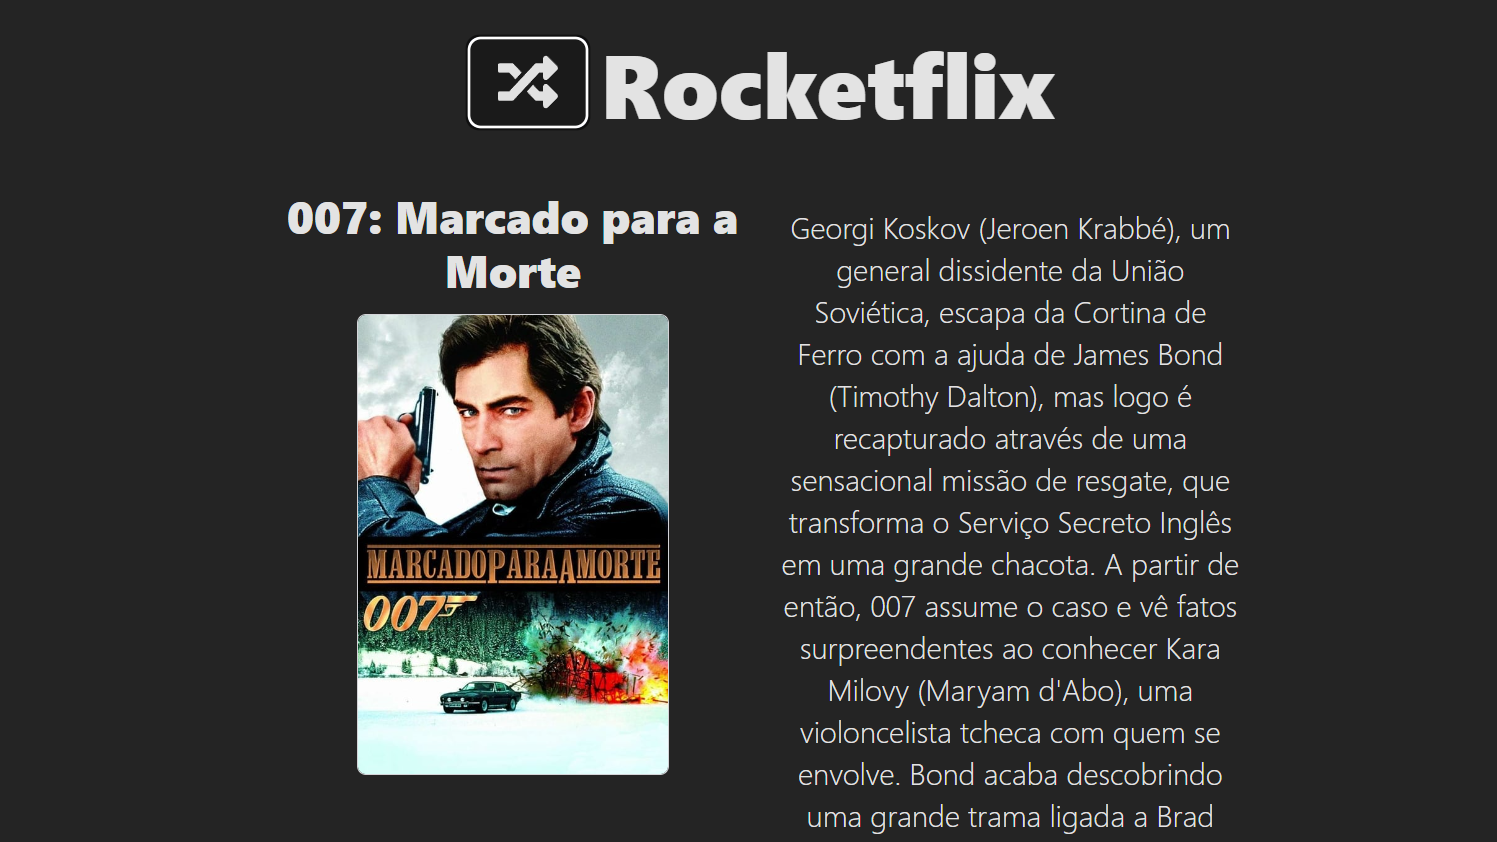 Rocketflix
007: Marcado para a
Morte
MARCADO PARA A MORTE
007
Georgi Koskov (Jeroen Krabbé), um
general dissidente da União
Soviética, escapa da Cortina de
Ferro com a ajuda de James Bond
(Timothy Dalton), mas logo é
recapturado através de uma
sensacional missão de resgate, que
transforma o Serviço Secreto Inglês
em uma grande chacota. A partir de
então, 007 assume o caso e vê fatos
surpreendentes ao conhecer Kara
Milovy (Maryam d'Abo), uma
violoncelista tcheca com quem se
envolve. Bond acaba descobrindo
uma grande trama ligada a Brad